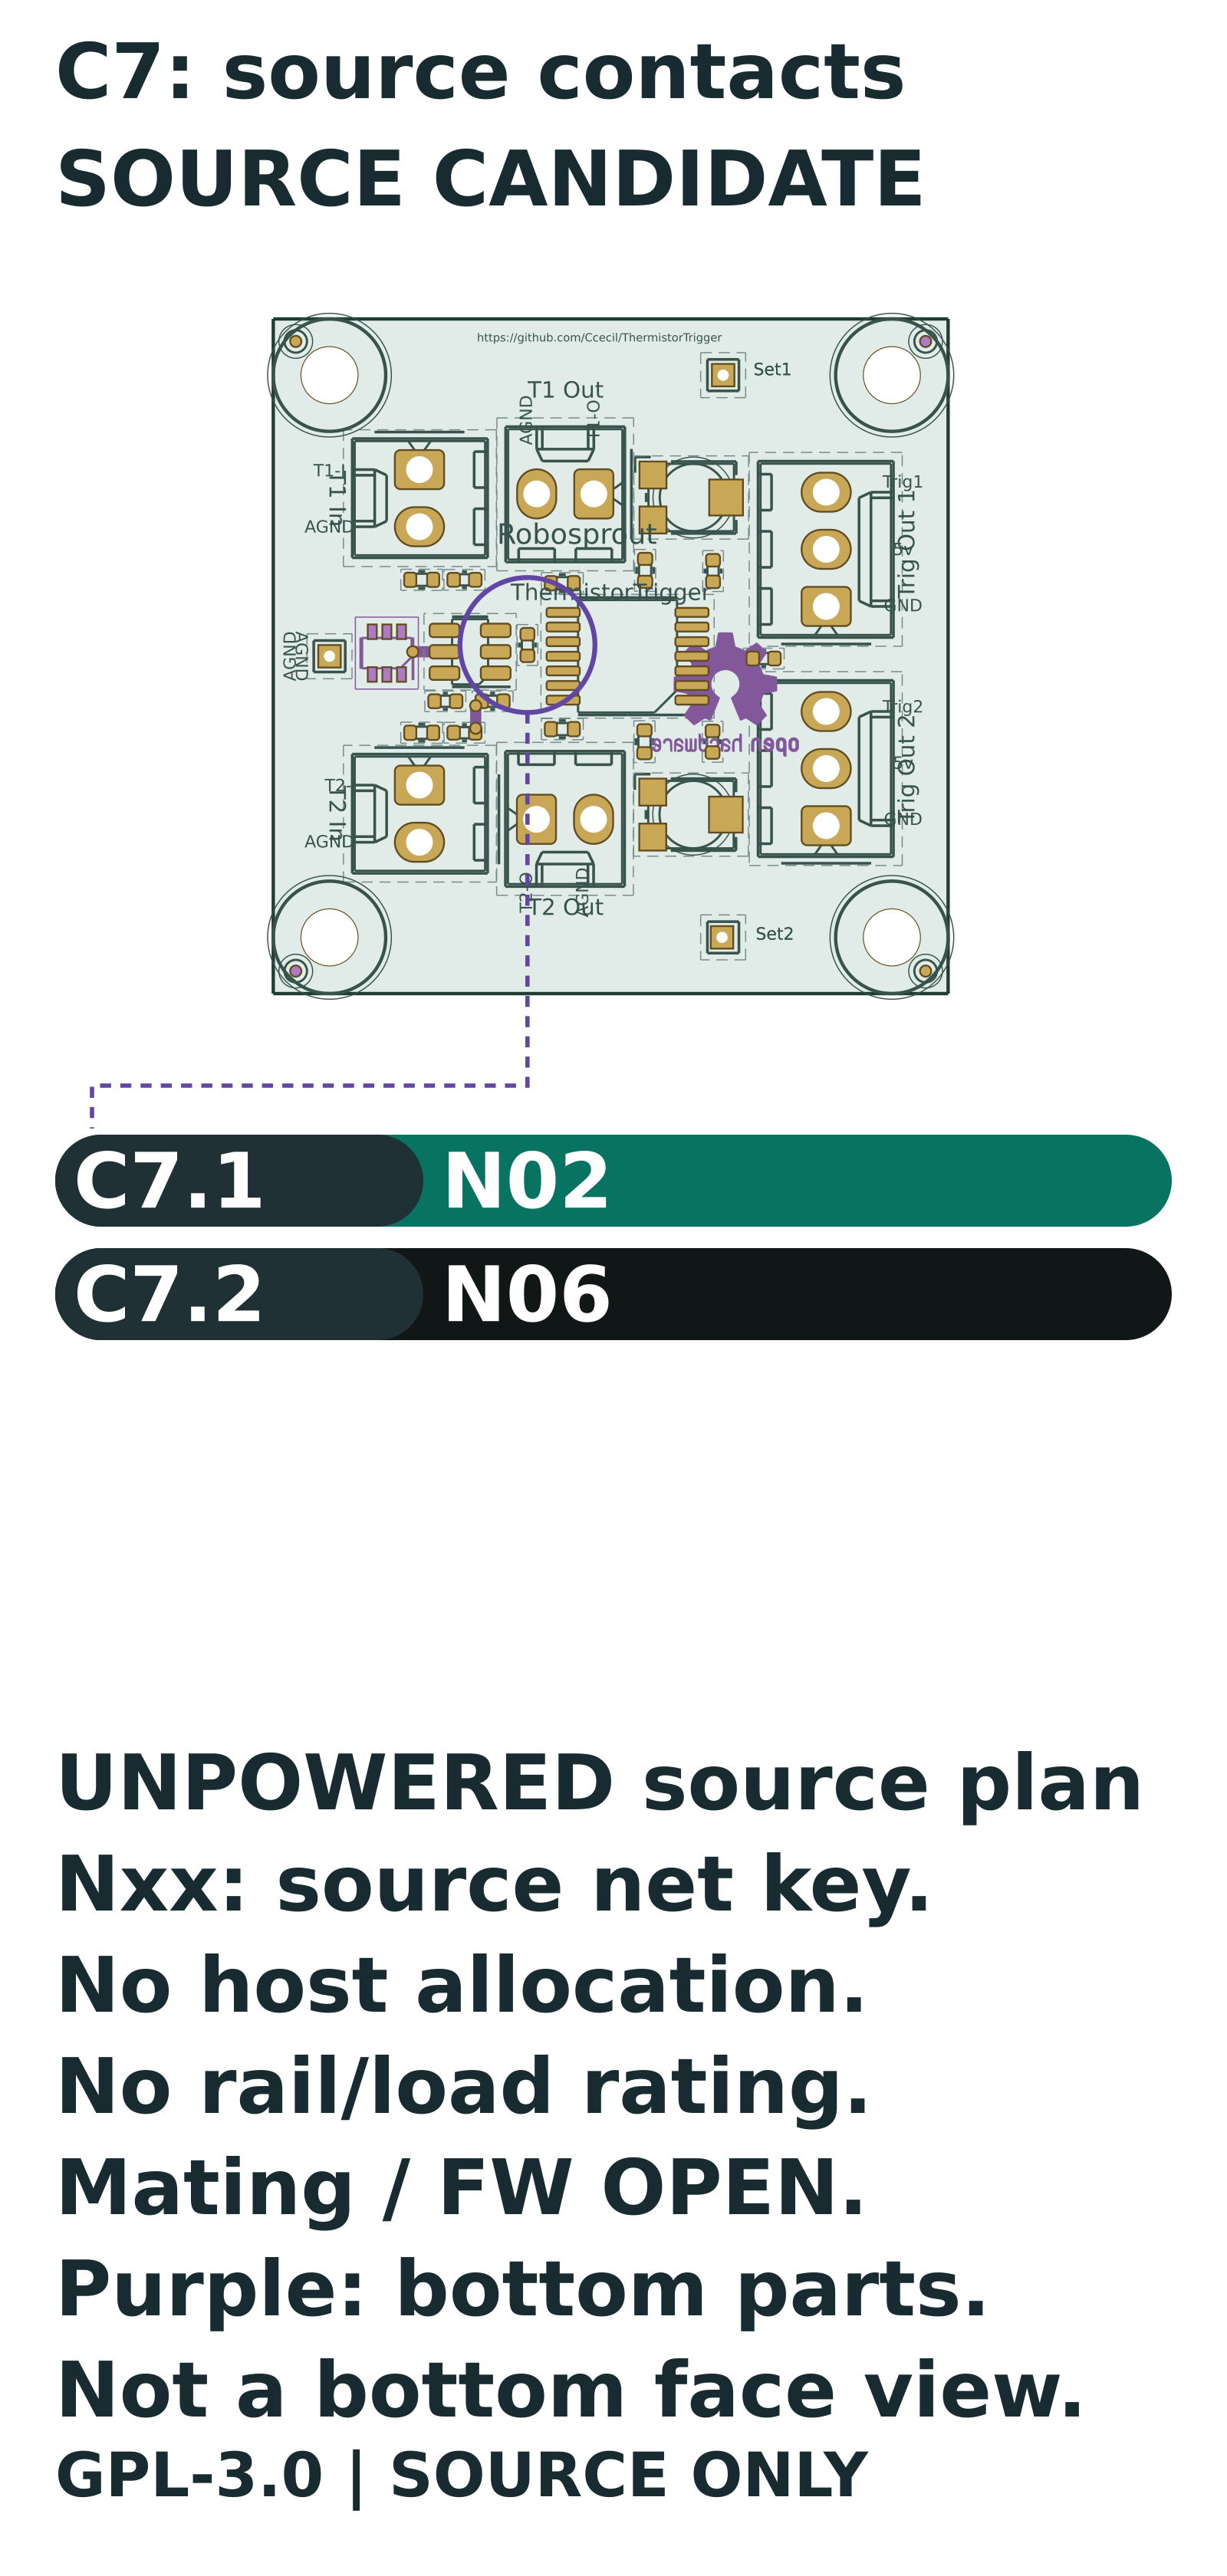 C7: source contacts
SOURCE CANDIDATE
https://github.com/Ccecil/ThermistorTrigger
Set1
T1 Out
AGND
T1-O
T1-I
T1 In
AGND
Trig1
5v
GND
Trig Out 1
Robosprout
ThermistorTrigger
AGND
AGND
open hardware
T2-I
T2 In
AGND
Trig2
5v
GND
Trig Out 2
T2-O
AGND
T2 Out
Set2
C7.1 N02
C7.2 N06
UNPOWERED source plan
Nxx: source net key.
No host allocation.
No rail/load rating.
Mating / FW OPEN.
Purple: bottom parts.
Not a bottom face view.
GPL-3.0 | SOURCE ONLY